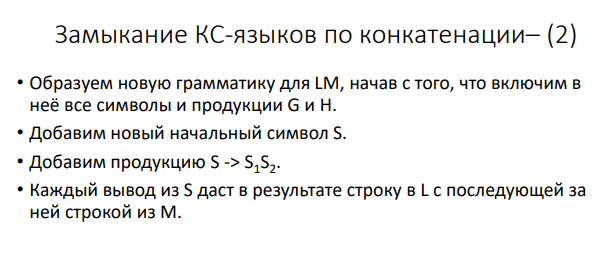 Замыкание КС-языков по конкатенации– (2)
• Образуем новую грамматику для LM, начав с того, что включим в
неё все символы и продукции G и H.
• Добавим новый начальный символ S.
• Добавим продукцию S -> S₁S₂.
• Каждый вывод из S даст в результате строку в L с последующей за
ней строкой из M.